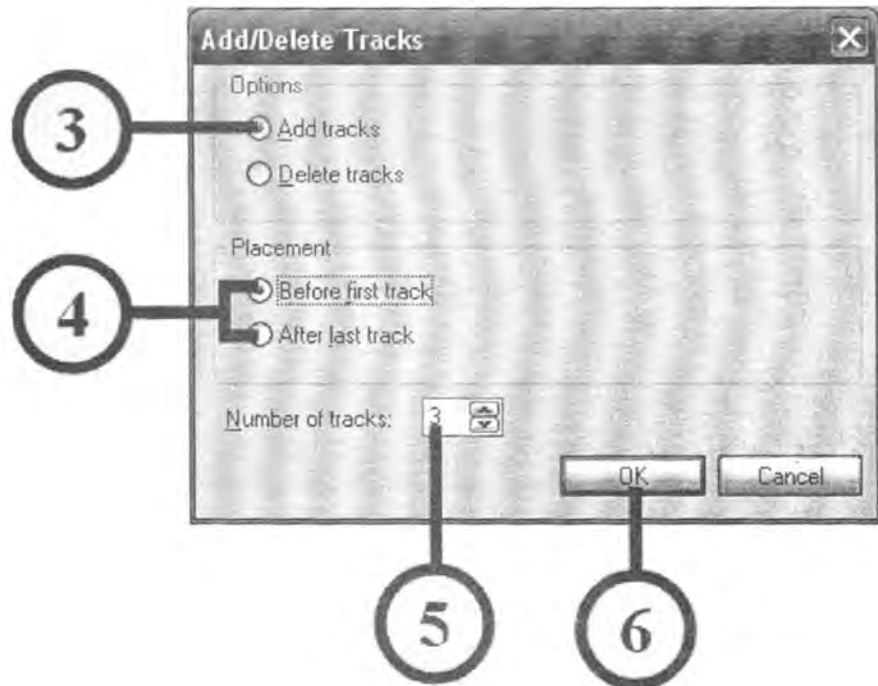 Add/Delete Tracks
Options
3
Add tracks
Delete tracks
Placement
4
Before first track
After last track
Number of tracks: 3
OK Cancel
5 6